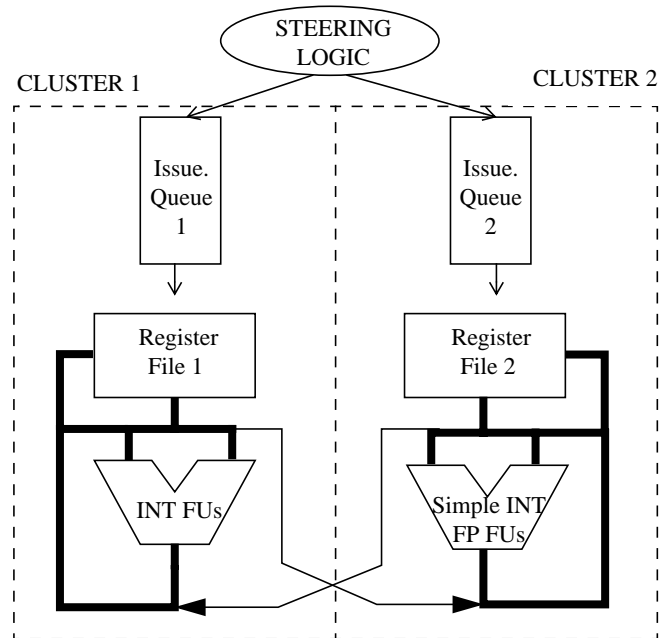 STEERING
LOGIC
CLUSTER 1
CLUSTER 2
Issue.
Queue
1
Issue.
Queue
2
Register
File 1
Register
File 2
INT FUs
Simple INT
FP FUs